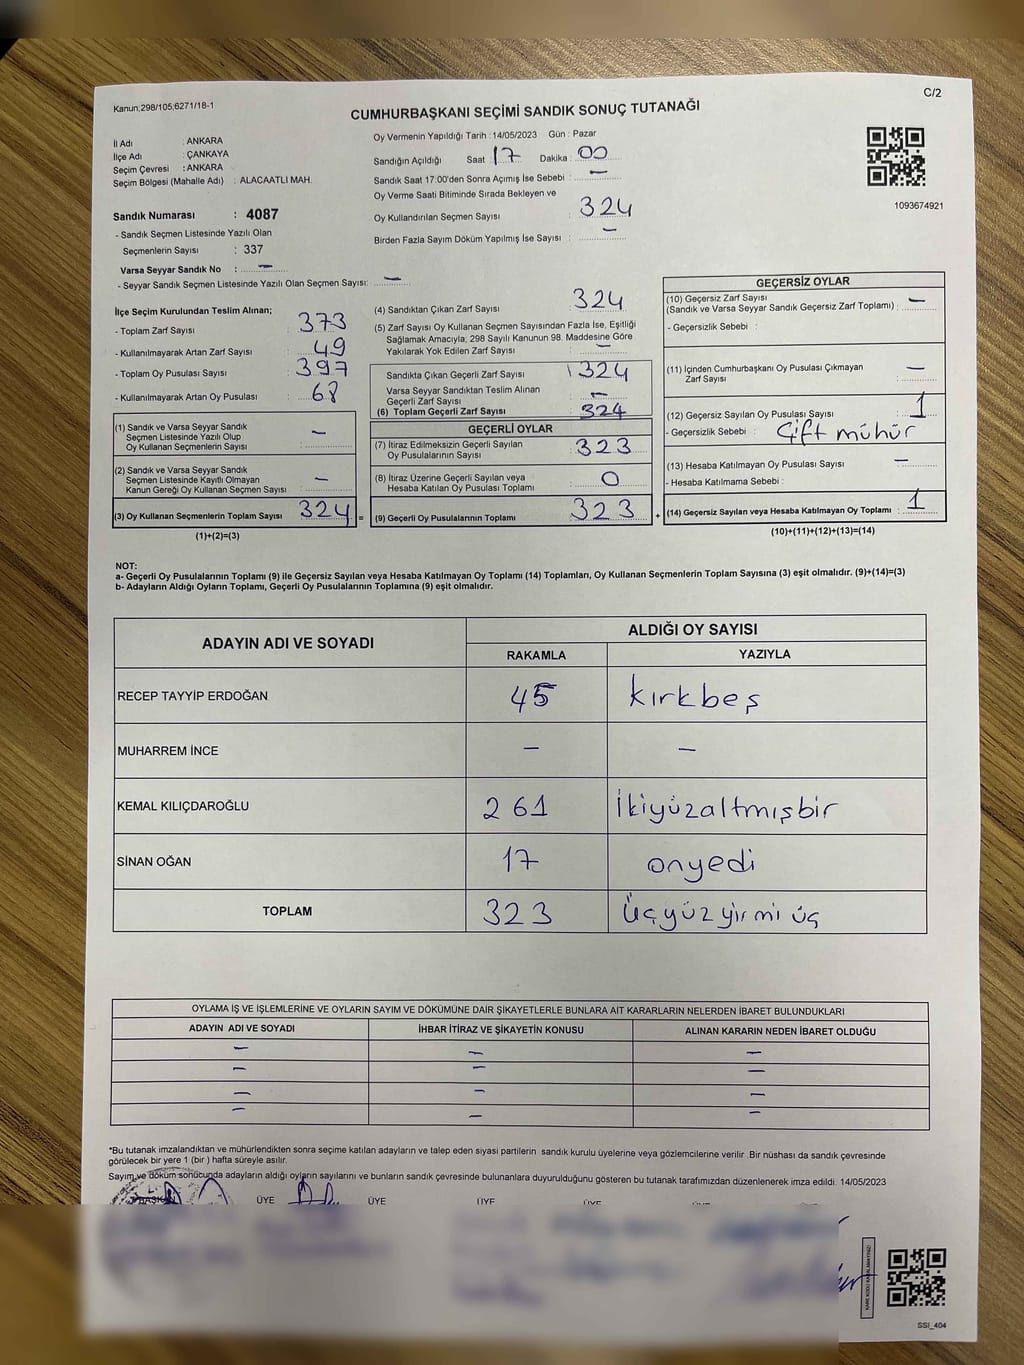 Kanun;298/105;6271/18-1
C/2
CUMHURBAŞKANI SEÇİMİ SANDIK SONUÇ TUTANAĞI
İl Adı : ANKARA
İlçe Adı : ÇANKAYA
Seçim Çevresi : ANKARA
Seçim Bölgesi (Mahalle Adı) : ALACAATLI MAH.
Sandık Numarası : 4087
- Sandık Seçmen Listesinde Yazılı Olan
Seçmenlerin Sayısı : 337
Varsa Seyyar Sandık No : —
- Seyyar Sandık Seçmen Listesinde Yazılı Olan Seçmen Sayısı: —
Oy Vermenin Yapıldığı Tarih : 14/05/2023 Gün : Pazar
Sandığın Açıldığı Saat 17 Dakika : 00
Sandık Saat 17.00'den Sonra Açımış İse Sebebi : —
Oy Verme Saati Bitiminde Sırada Bekleyen ve
Oy Kullandırılan Seçmen Sayısı : 324
Birden Fazla Sayım Döküm Yapılmış İse Sayısı : —
1093674921
İlçe Seçim Kurulundan Teslim Alınan;
- Toplam Zarf Sayısı : 373
- Kullanılmayarak Artan Zarf Sayısı : 49
- Toplam Oy Pusulası Sayısı : 397
- Kullanılmayarak Artan Oy Pusulası : 68
(1) Sandık ve Varsa Seyyar Sandık
Seçmen Listesinde Yazılı Olup
Oy Kullanan Seçmenlerin Sayısı : —
(2) Sandık ve Varsa Seyyar Sandık
Seçmen Listesinde Kayıtlı Olmayan
Kanun Gereği Oy Kullanan Seçmen Sayısı : —
(3) Oy Kullanan Seçmenlerin Toplam Sayısı : 324 =
(1)+(2)=(3)
(4) Sandıktan Çıkan Zarf Sayısı : 324
(5) Zarf Sayısı Oy Kullanan Seçmen Sayısından Fazla İse, Eşitliği
Sağlamak Amacıyla, 298 Sayılı Kanunun 98. Maddesine Göre
Yakılarak Yok Edilen Zarf Sayısı : —
Sandıkta Çıkan Geçerli Zarf Sayısı : 324
Varsa Seyyar Sandıktan Teslim Alınan
Geçerli Zarf Sayısı : —
(6) Toplam Geçerli Zarf Sayısı : 324
GEÇERLİ OYLAR
(7) İtiraz Edilmeksizin Geçerli Sayılan
Oy Pusulalarının Sayısı : 323
(8) İtiraz Üzerine Geçerli Sayılan veya
Hesaba Katılan Oy Pusulası Toplamı : 0
(9) Geçerli Oy Pusulalarının Toplamı : 323 +
GEÇERSİZ OYLAR
(10) Geçersiz Zarf Sayısı
(Sandık ve Varsa Seyyar Sandık Geçersiz Zarf Toplamı) : —
- Geçersizlik Sebebi :
(11) İçinden Cumhurbaşkanı Oy Pusulası Çıkmayan
Zarf Sayısı : —
(12) Geçersiz Sayılan Oy Pusulası Sayısı : 1
- Geçersizlik Sebebi : Çift mühür
(13) Hesaba Katılmayan Oy Pusulası Sayısı : —
- Hesaba Katılmama Sebebi :
(14) Geçersiz Sayılan veya Hesaba Katılmayan Oy Toplamı : 1
(10)+(11)+(12)+(13)=(14)
NOT:
a- Geçerli Oy Pusulalarının Toplamı (9) ile Geçersiz Sayılan veya Hesaba Katılmayan Oy Toplamı (14) Toplamları, Oy Kullanan Seçmenlerin Toplam Sayısına (3) eşit olmalıdır. (9)+(14)=(3)
b- Adayların Aldığı Oyların Toplamı, Geçerli Oy Pusulalarının Toplamına (9) eşit olmalıdır.
ADAYIN ADI VE SOYADI
ALDIĞI OY SAYISI
RAKAMLA YAZIYLA
RECEP TAYYİP ERDOĞAN 45 kırkbeş
MUHARREM İNCE — —
KEMAL KILIÇDAROĞLU 261 İkiyüzaltmışbir
SİNAN OĞAN 17 onyedi
TOPLAM 323 Üçyüzyirmi üç
OYLAMA İŞ VE İŞLEMLERİNE VE OYLARIN SAYIM VE DÖKÜMÜNE DAİR ŞİKAYETLERLE BUNLARA AİT KARARLARIN NELERDEN İBARET BULUNDUKLARI
ADAYIN ADI VE SOYADI İHBAR İTİRAZ VE ŞİKAYETİN KONUSU ALINAN KARARIN NEDEN İBARET OLDUĞU
— — —
— — —
— — —
— — —
*Bu tutanak imzalandıktan ve mühürlendikten sonra seçime katılan adayların ve talep eden siyasi partilerin sandık kurulu üyelerine veya gözlemcilerine verilir .Bir nüshası da sandık çevresinde
görülecek bir yere 1 (bir ) hafta süreyle asılır.
Sayım ve döküm sonucunda adayların aldığı oyların sayılarını ve bunların sandık çevresinde bulunanlara duyurulduğunu gösteren bu tutanak tarafımızdan düzenlenerek imza edildi. 14/05/2023
BAŞKAN ÜYE ÜYE ÜYE ÜYE
SSİ_404